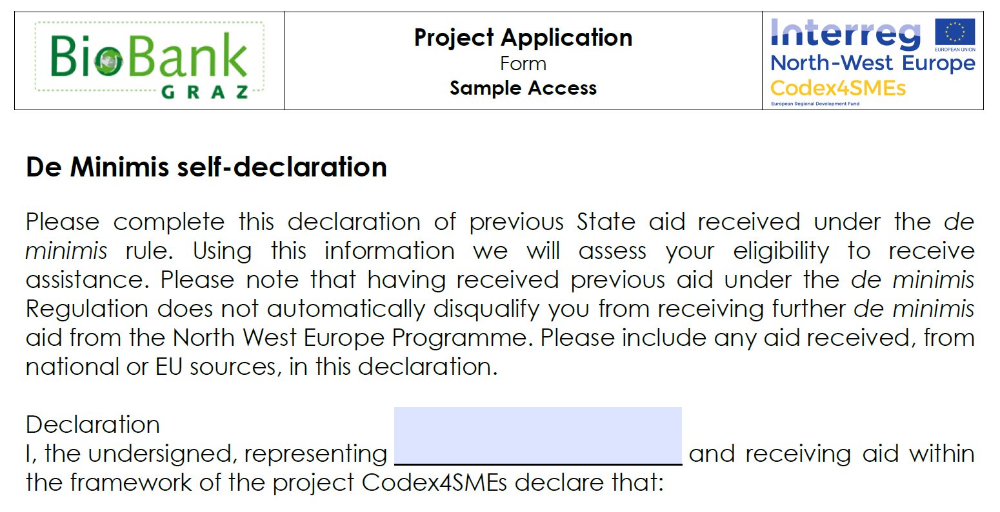 BioBank
GRAZ
Project Application
Form
Sample Access
Interreg
EUROPEAN UNION
North-West Europe
Codex4SMEs
European Regional Development Fund
De Minimis self-declaration
Please complete this declaration of previous State aid received under the de
minimis rule. Using this information we will assess your eligibility to receive
assistance. Please note that having received previous aid under the de minimis
Regulation does not automatically disqualify you from receiving further de minimis
aid from the North West Europe Programme. Please include any aid received, from
national or EU sources, in this declaration.
Declaration
I, the undersigned, representing and receiving aid within
the framework of the project Codex4SMEs declare that: